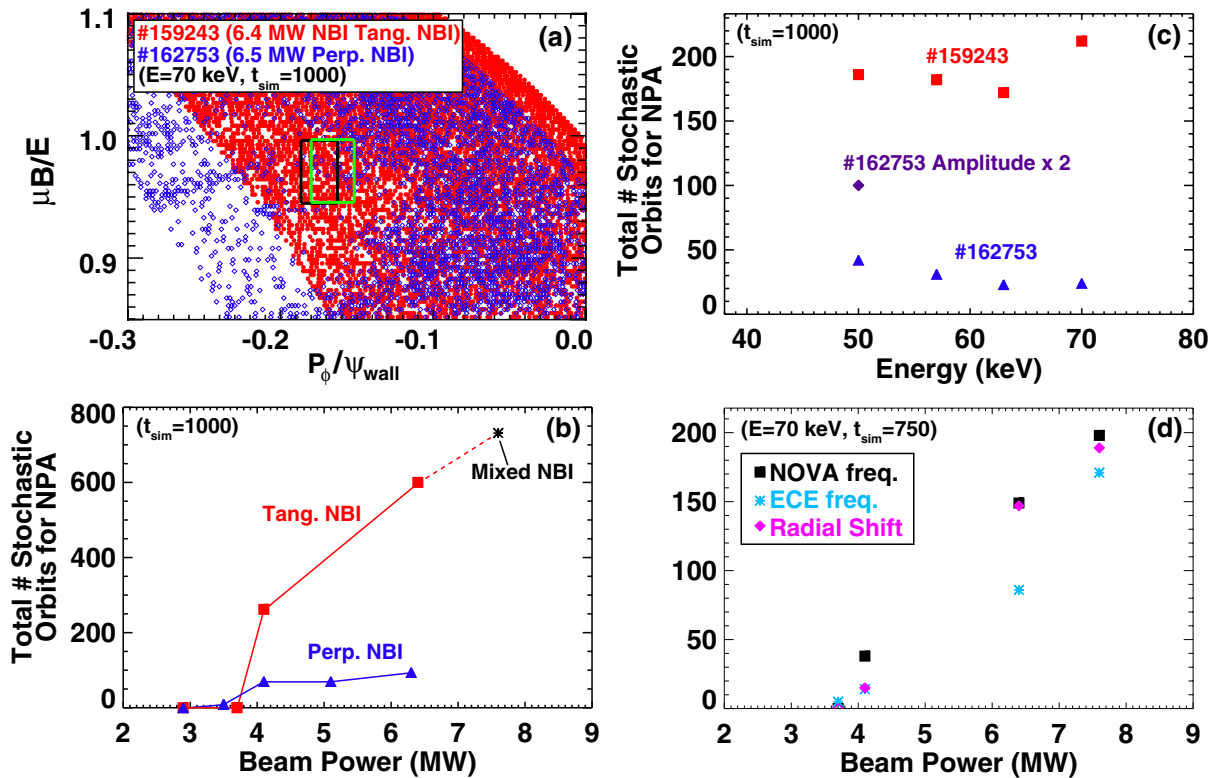 #159243 (6.4 MW NBI Tang. NBI)
#162753 (6.5 MW Perp. NBI)
(E=70 keV, t_sim=1000)
(a)
1.1
1.0
0.9
μB/E
-0.3 -0.2 -0.1 0.0
P_ϕ/ψ_wall
(t_sim=1000)
(c)
200
150
100
50
0
Total # Stochastic
Orbits for NPA
#159243
#162753 Amplitude x 2
#162753
40 50 60 70 80
Energy (keV)
(t_sim=1000)
(b)
800
600
400
200
0
Total # Stochastic
Orbits for NPA
Mixed NBI
Tang. NBI
Perp. NBI
2 3 4 5 6 7 8 9
Beam Power (MW)
(E=70 keV, t_sim=750)
(d)
200
150
100
50
0
NOVA freq.
ECE freq.
Radial Shift
2 3 4 5 6 7 8 9
Beam Power (MW)